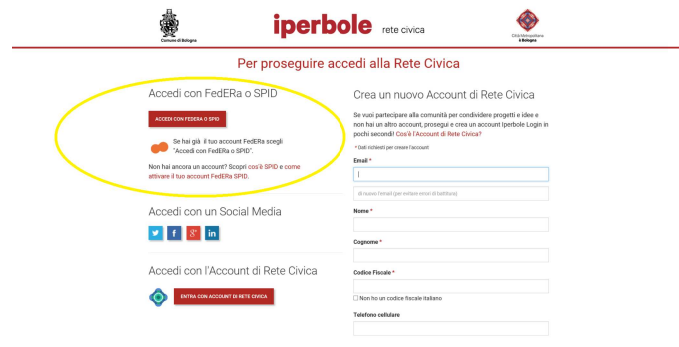 Comune di Bologna
iperbole rete civica
Città Metropolitana
di Bologna
Per proseguire accedi alla Rete Civica
Accedi con FedERa o SPID
ACCEDI CON FEDERA O SPID
Se hai già il tuo account FedERa scegli
"Accedi con FedERa o SPID".
Non hai ancora un account? Scopri cos'è SPID e come
attivare il tuo account FedERa SPID.
Accedi con un Social Media
f g+ in
Accedi con l'Account di Rete Civica
ENTRA CON ACCOUNT DI RETE CIVICA
Crea un nuovo Account di Rete Civica
Se vuoi partecipare alla comunità per condividere progetti e idee e
non hai un altro account, prosegui e crea un account Iperbole Login in
pochi secondi! Cos'è l'Account di Rete Civica?
* Dati richiesti per creare l'account
Email *
di nuovo l'email (per evitare errori di battitura)
Nome *
Cognome *
Codice Fiscale *
Non ho un codice fiscale italiano
Telefono cellulare